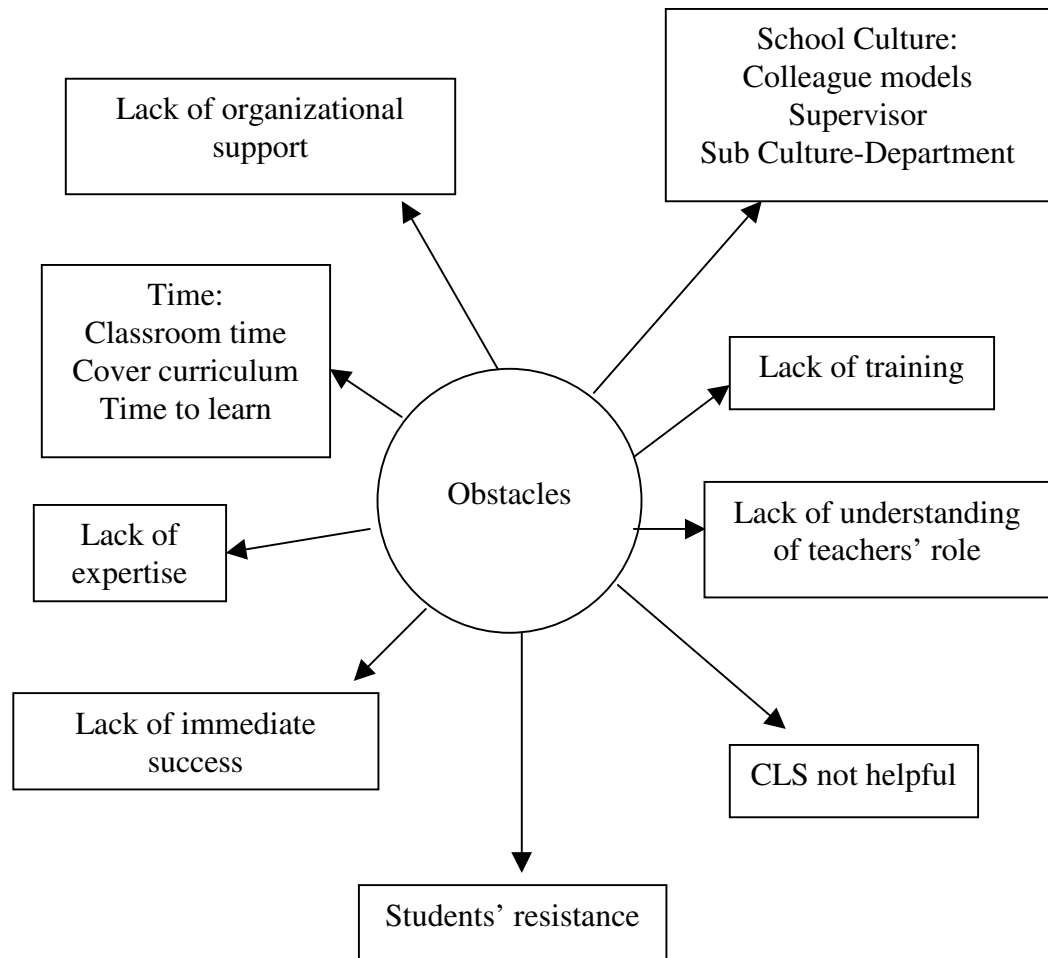 School Culture:
Colleague models
Supervisor
Sub Culture-Department
Lack of organizational
support
Time:
Classroom time
Cover curriculum
Time to learn
Lack of training
Obstacles
Lack of understanding
of teachers’ role
Lack of
expertise
Lack of immediate
success
CLS not helpful
Students’ resistance